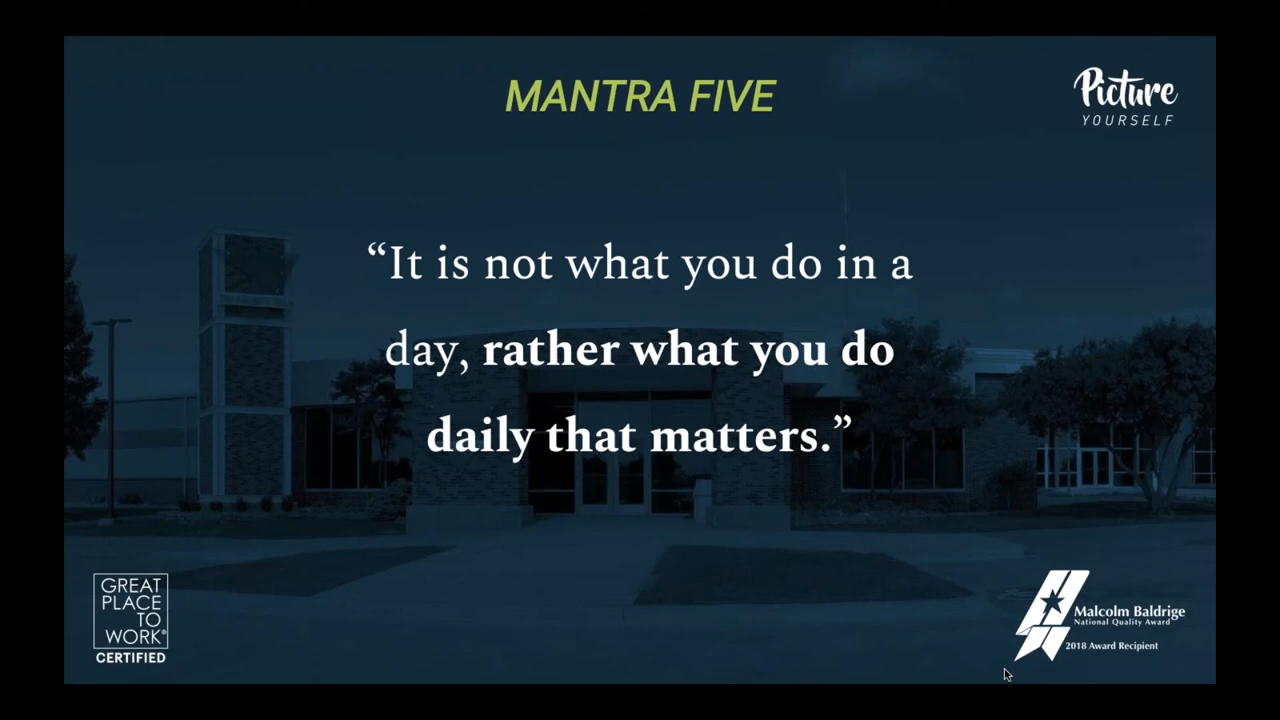 MANTRA FIVE
Picture
YOURSELF
“It is not what you do in a
day, rather what you do
daily that matters.”
GREAT
PLACE
TO
WORK®
CERTIFIED
Malcolm Baldrige
National Quality Award
2018 Award Recipient